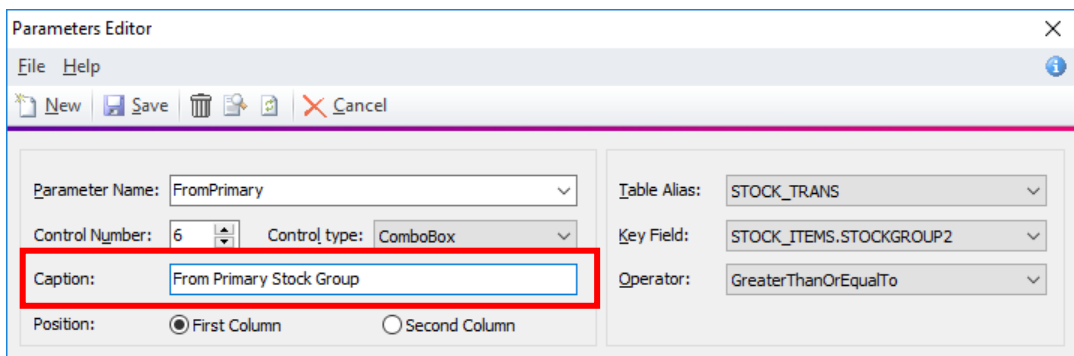 Parameters Editor
File Help
New Save Cancel
Parameter Name: FromPrimary
Control Number: 6 Control type: ComboBox
Caption: From Primary Stock Group
Position: First Column Second Column
Table Alias: STOCK_TRANS
Key Field: STOCK_ITEMS.STOCKGROUP2
Operator: GreaterThanOrEqualTo